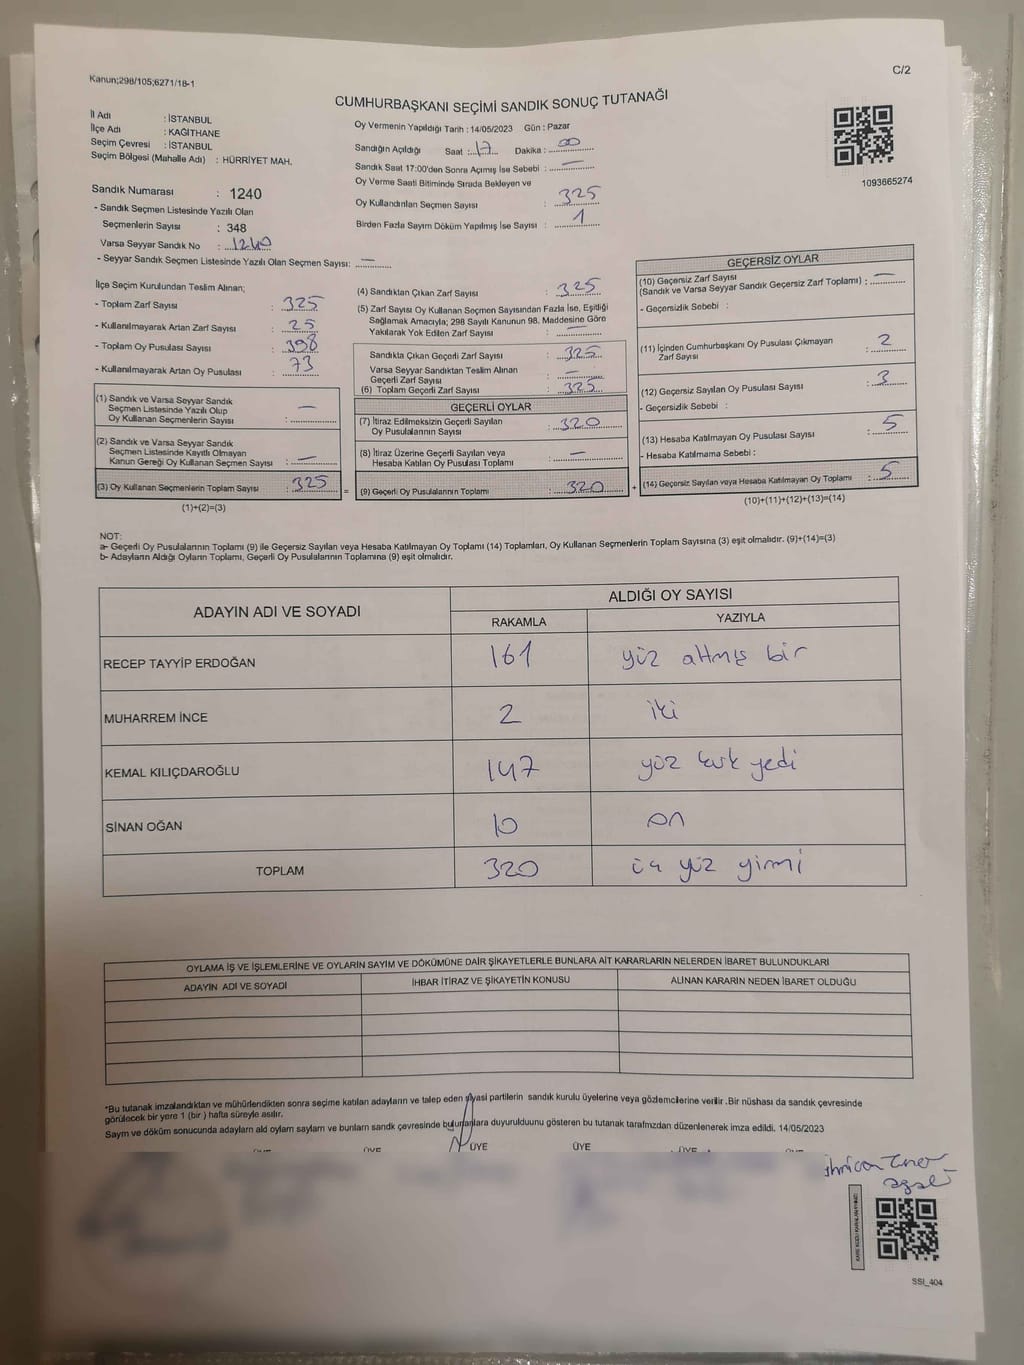 Kanun;298/105;6271/18-1
C/2
CUMHURBAŞKANI SEÇİMİ SANDIK SONUÇ TUTANAĞI
İl Adı : İSTANBUL
İlçe Adı : KAĞITHANE
Seçim Çevresi : İSTANBUL
Seçim Bölgesi (Mahalle Adı) : HÜRRİYET MAH.
Sandık Numarası : 1240
- Sandık Seçmen Listesinde Yazılı Olan
Seçmenlerin Sayısı : 348
Varsa Seyyar Sandık No : 1240
- Seyyar Sandık Seçmen Listesinde Yazılı Olan Seçmen Sayısı: —
Oy Vermenin Yapıldığı Tarih : 14/05/2023 Gün : Pazar
Sandığın Açıldığı Saat : 17 Dakika : 00
Sandık Saat 17:00'den Sonra Açılmış İse Sebebi : —
Oy Verme Saati Bitiminde Sırada Bekleyen ve
Oy Kullandırılan Seçmen Sayısı : 325
Birden Fazla Sayım Döküm Yapılmış İse Sayısı : 1
1093665274
İlçe Seçim Kurulundan Teslim Alınan;
- Toplam Zarf Sayısı : 325
- Kullanılmayarak Artan Zarf Sayısı : 25
- Toplam Oy Pusulası Sayısı : 398
- Kullanılmayarak Artan Oy Pusulası : 73
(1) Sandık ve Varsa Seyyar Sandık
Seçmen Listesinde Yazılı Olup
Oy Kullanan Seçmenlerin Sayısı : —
(2) Sandık ve Varsa Seyyar Sandık
Seçmen Listesinde Kayıtlı Olmayan
Kanun Gereği Oy Kullanan Seçmen Sayısı : —
(3) Oy Kullanan Seçmenlerin Toplam Sayısı : 325
(1)+(2)=(3)
(4) Sandıktan Çıkan Zarf Sayısı : 325
(5) Zarf Sayısı Oy Kullanan Seçmen Sayısından Fazla İse, Eşitliği
Sağlamak Amacıyla; 298 Sayılı Kanunun 98. Maddesine Göre
Yakılarak Yok Edilen Zarf Sayısı : —
Sandıkta Çıkan Geçerli Zarf Sayısı : 325
Varsa Seyyar Sandıktan Teslim Alınan
Geçerli Zarf Sayısı : —
(6) Toplam Geçerli Zarf Sayısı : 325
GEÇERLİ OYLAR
(7) İtiraz Edilmeksizin Geçerli Sayılan
Oy Pusulalarının Sayısı : 320
(8) İtiraz Üzerine Geçerli Sayılan veya
Hesaba Katılan Oy Pusulası Toplamı : —
= (9) Geçerli Oy Pusulalarının Toplamı : 320
GEÇERSİZ OYLAR
(10) Geçersiz Zarf Sayısı
(Sandık ve Varsa Seyyar Sandık Geçersiz Zarf Toplamı) : —
- Geçersizlik Sebebi :
(11) İçinden Cumhurbaşkanı Oy Pusulası Çıkmayan
Zarf Sayısı : 2
(12) Geçersiz Sayılan Oy Pusulası Sayısı : 3
- Geçersizlik Sebebi :
(13) Hesaba Katılmayan Oy Pusulası Sayısı : 5
- Hesaba Katılmama Sebebi :
+ (14) Geçersiz Sayılan veya Hesaba Katılmayan Oy Toplamı : 5
(10)+(11)+(12)+(13)=(14)
NOT:
a- Geçerli Oy Pusulalarının Toplamı (9) ile Geçersiz Sayılan veya Hesaba Katılmayan Oy Toplamı (14) Toplamları, Oy Kullanan Seçmenlerin Toplam Sayısına (3) eşit olmalıdır. (9)+(14)=(3)
b- Adayların Aldığı Oyların Toplamı, Geçerli Oy Pusulalarının Toplamına (9) eşit olmalıdır.
ADAYIN ADI VE SOYADI
ALDIĞI OY SAYISI
RAKAMLA YAZIYLA
RECEP TAYYİP ERDOĞAN 161 yüz altmış bir
MUHARREM İNCE 2 iki
KEMAL KILIÇDAROĞLU 147 yüz kırk yedi
SİNAN OĞAN 10 on
TOPLAM 320 üç yüz yirmi
OYLAMA İŞ VE İŞLEMLERİNE VE OYLARIN SAYIM VE DÖKÜMÜNE DAİR ŞİKAYETLERLE BUNLARA AİT KARARLARIN NELERDEN İBARET BULUNDUKLARI
ADAYIN ADI VE SOYADI İHBAR İTİRAZ VE ŞİKAYETİN KONUSU ALINAN KARARIN NEDEN İBARET OLDUĞU
*Bu tutanak imzalandıktan ve mühürlendikten sonra seçime katılan adayların ve talep eden siyasi partilerin sandık kurulu üyelerine veya gözlemcilerine verilir .Bir nüshası da sandık çevresinde
görülecek bir yere 1 (bir ) hafta süreyle asılır.
Sayım ve döküm sonucunda adayların aldı oyların sayıların ve bunların sandık çevresinde bulunanlara duyurulduunu gösteren bu tutanak tarafımızdan düzenlenerek imza edildi. 14/05/2023
ÜYE ÜYE ÜYE ÜYE
SSI_404